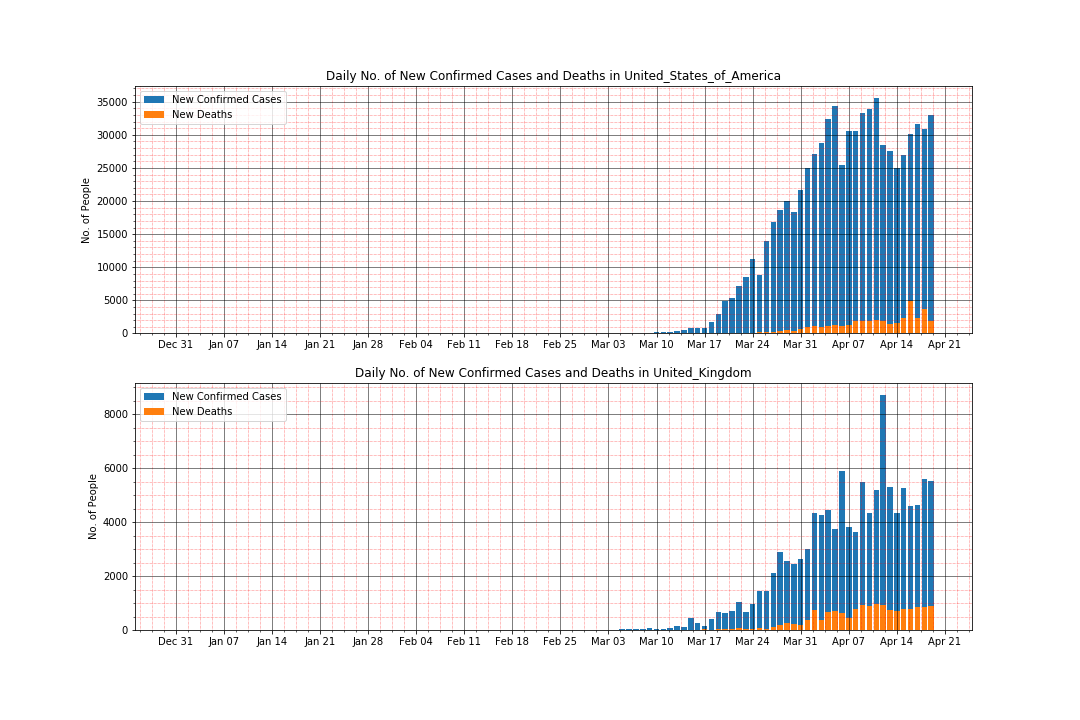 Daily No. of New Confirmed Cases and Deaths in United_States_of_America
New Confirmed Cases
New Deaths
No. of People
35000
30000
25000
20000
15000
10000
5000
0
Dec 31 Jan 07 Jan 14 Jan 21 Jan 28 Feb 04 Feb 11 Feb 18 Feb 25 Mar 03 Mar 10 Mar 17 Mar 24 Mar 31 Apr 07 Apr 14 Apr 21
Daily No. of New Confirmed Cases and Deaths in United_Kingdom
New Confirmed Cases
New Deaths
No. of People
8000
6000
4000
2000
0
Dec 31 Jan 07 Jan 14 Jan 21 Jan 28 Feb 04 Feb 11 Feb 18 Feb 25 Mar 03 Mar 10 Mar 17 Mar 24 Mar 31 Apr 07 Apr 14 Apr 21